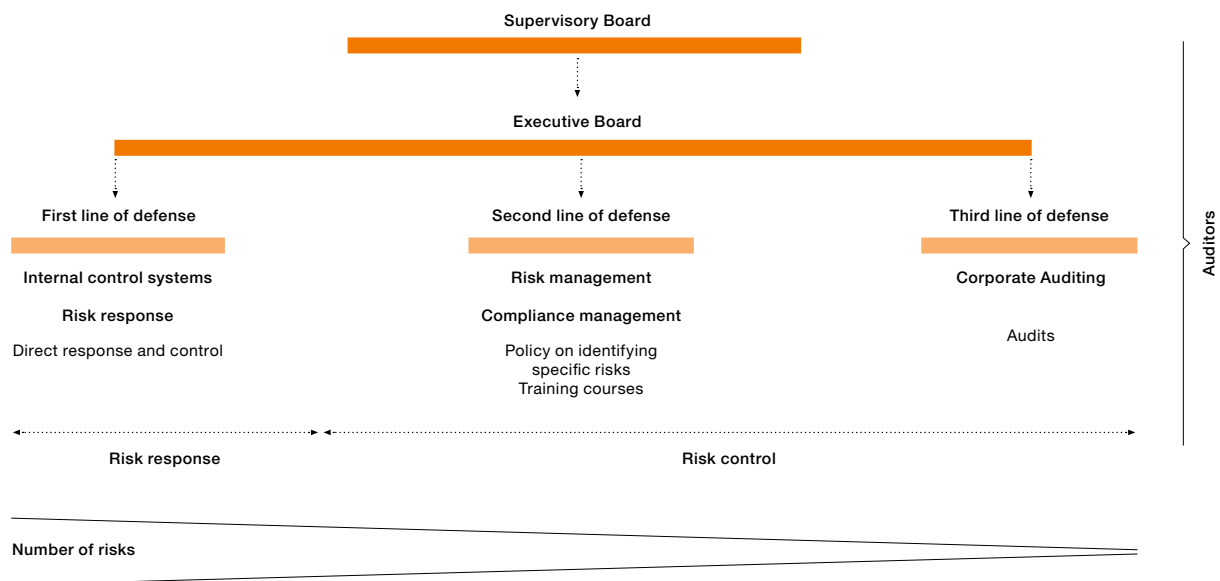 Supervisory Board
Executive Board
First line of defense
Second line of defense
Third line of defense
Internal control systems
Risk management
Corporate Auditing
Risk response
Compliance management
Direct response and control
Policy on identifying
specific risks
Training courses
Audits
Risk response
Risk control
Number of risks
Auditors